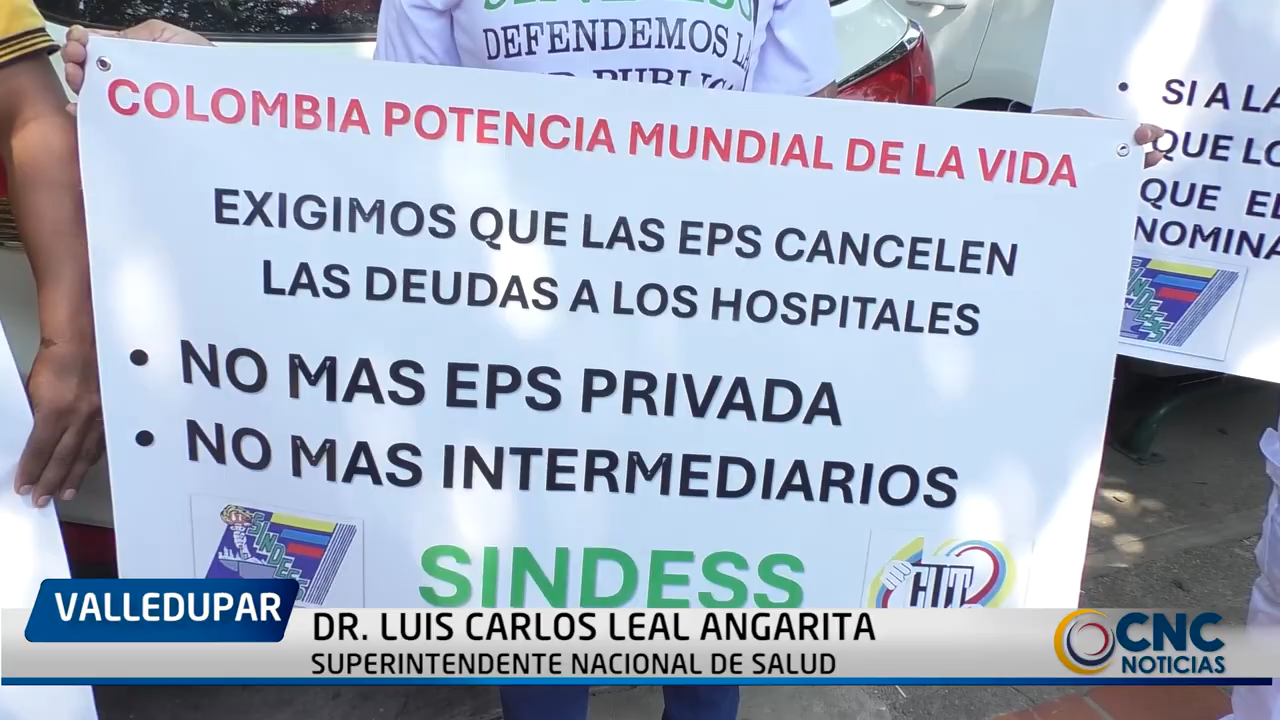 DEFENDEMOS
COLOMBIA POTENCIA MUNDIAL DE LA VIDA
EXIGIMOS QUE LAS EPS CANCELEN
LAS DEUDAS A LOS HOSPITALES
• NO MAS EPS PRIVADA
• NO MAS INTERMEDIARIOS
SINDESS
SINDESS
CUT
• SI A LA
QUE LO
QUE
NOMINA
SINDESS
VALLEDUPAR
DR. LUIS CARLOS LEAL ANGARITA
SUPERINTENDENTE NACIONAL DE SALUD
CNC
NOTICIAS